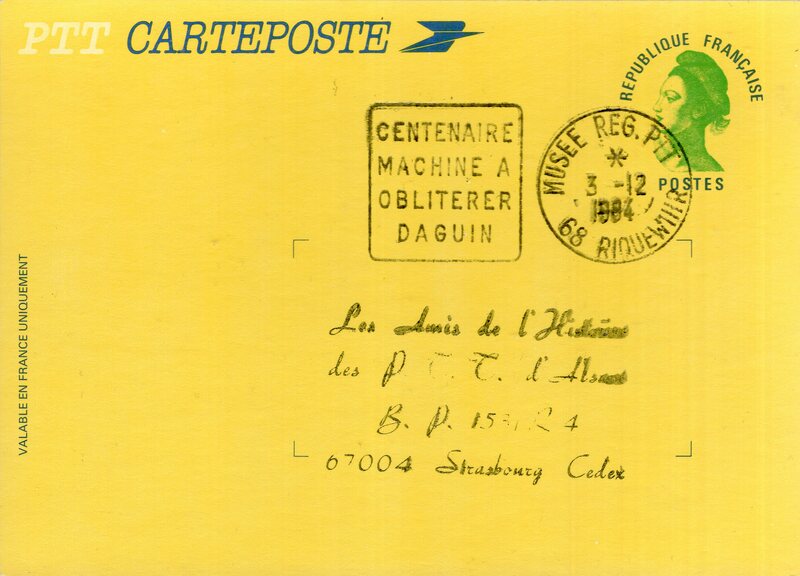 PTT CARTEPOSTE
REPUBLIQUE FRANÇAISE
POSTES
CENTENAIRE
MACHINE A
OBLITERER
DAGUIN
MUSEE REG. PTT
3 -12
1984
68 RIQUEWIHR
VALABLE EN FRANCE UNIQUEMENT
Les Amis de l'Histoire
des P T. T. d'Alsace
B. P.
67004 Strasbourg Cedex